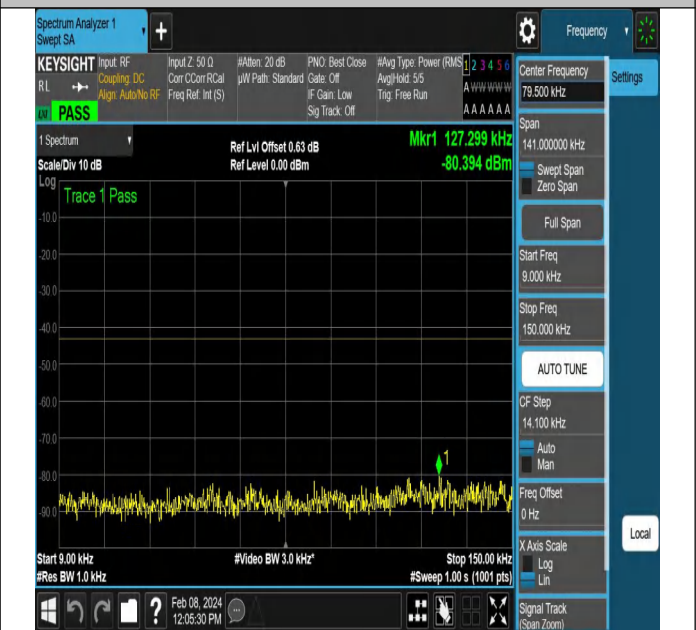 Spectrum Analyzer 1
Swept SA
Frequency
KEYSIGHT
RL
PASS
Input: RF
Coupling: DC
Align: Auto/No RF
Input Z: 50 Ω
Corr CCorr RCal
Freq Ref: Int (S)
#Atten: 20 dB
µW Path: Standard
PNO: Best Close
Gate: Off
IF Gain: Low
Sig Track: Off
#Avg Type: Power (RMS
Avg|Hold: 5/5
Trig: Free Run
1 2 3 4 5 6
A W W W W W
A A A A A A
1 Spectrum
Scale/Div 10 dB
Log
Ref Lvl Offset 0.63 dB
Ref Level 0.00 dBm
Mkr1 127.299 kHz
-80.394 dBm
Trace 1 Pass
-10.0
-20.0
-30.0
-40.0
-50.0
-60.0
-70.0
-80.0
-90.0
1
Start 9.00 kHz
#Res BW 1.0 kHz
#Video BW 3.0 kHz*
Stop 150.00 kHz
#Sweep 1.00 s (1001 pts)
Center Frequency
79.500 kHz
Settings
Span
141.000000 kHz
Swept Span
Zero Span
Full Span
Start Freq
9.000 kHz
Stop Freq
150.000 kHz
AUTO TUNE
CF Step
14.100 kHz
Auto
Man
Freq Offset
0 Hz
Local
X Axis Scale
Log
Lin
Signal Track
(Span Zoom)
?
Feb 08, 2024
12:05:30 PM